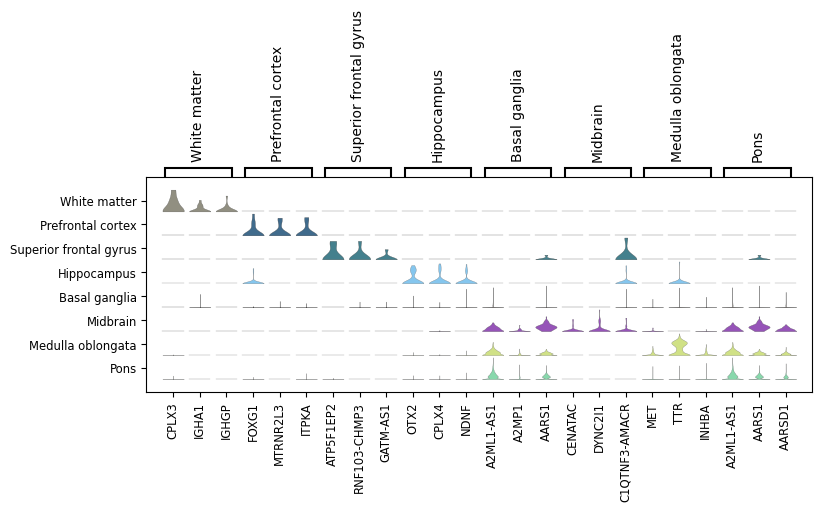 White matter
Prefrontal cortex
Superior frontal gyrus
Hippocampus
Basal ganglia
Midbrain
Medulla oblongata
Pons
White matter
Prefrontal cortex
Superior frontal gyrus
Hippocampus
Basal ganglia
Midbrain
Medulla oblongata
Pons
CPLX3
IGHA1
IGHGP
FOXG1
MTRNR2L3
ITPKA
ATP5F1EP2
RNF103-CHMP3
GATM-AS1
OTX2
CPLX4
NDNF
A2ML1-AS1
A2MP1
AARS1
CENATAC
DYNC2I1
C1QTNF3-AMACR
MET
TTR
INHBA
A2ML1-AS1
AARS1
AARSD1